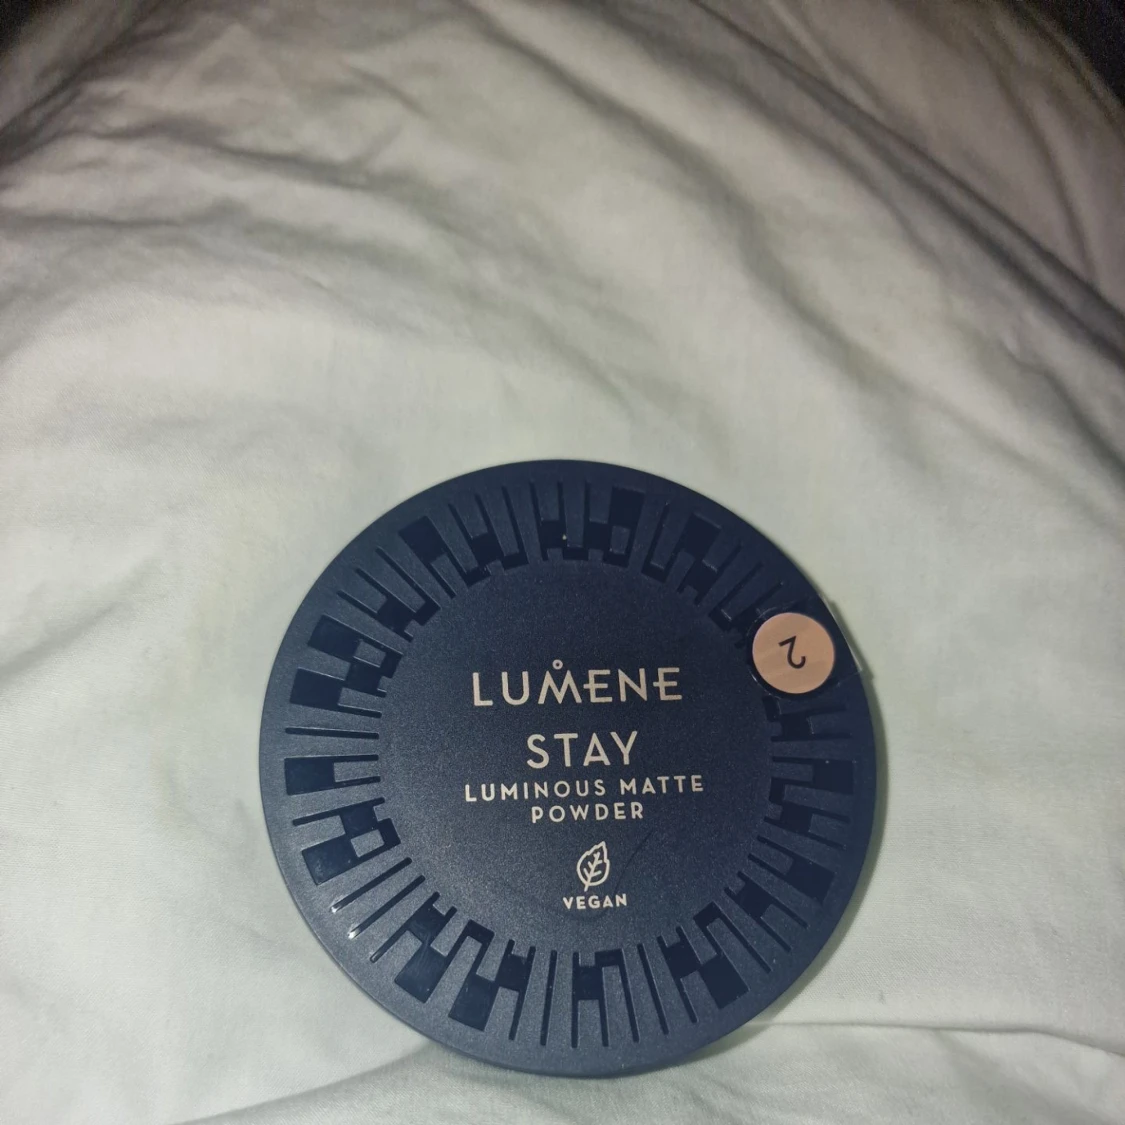 LUMENE
STAY
LUMINOUS MATTE
POWDER
VEGAN
2